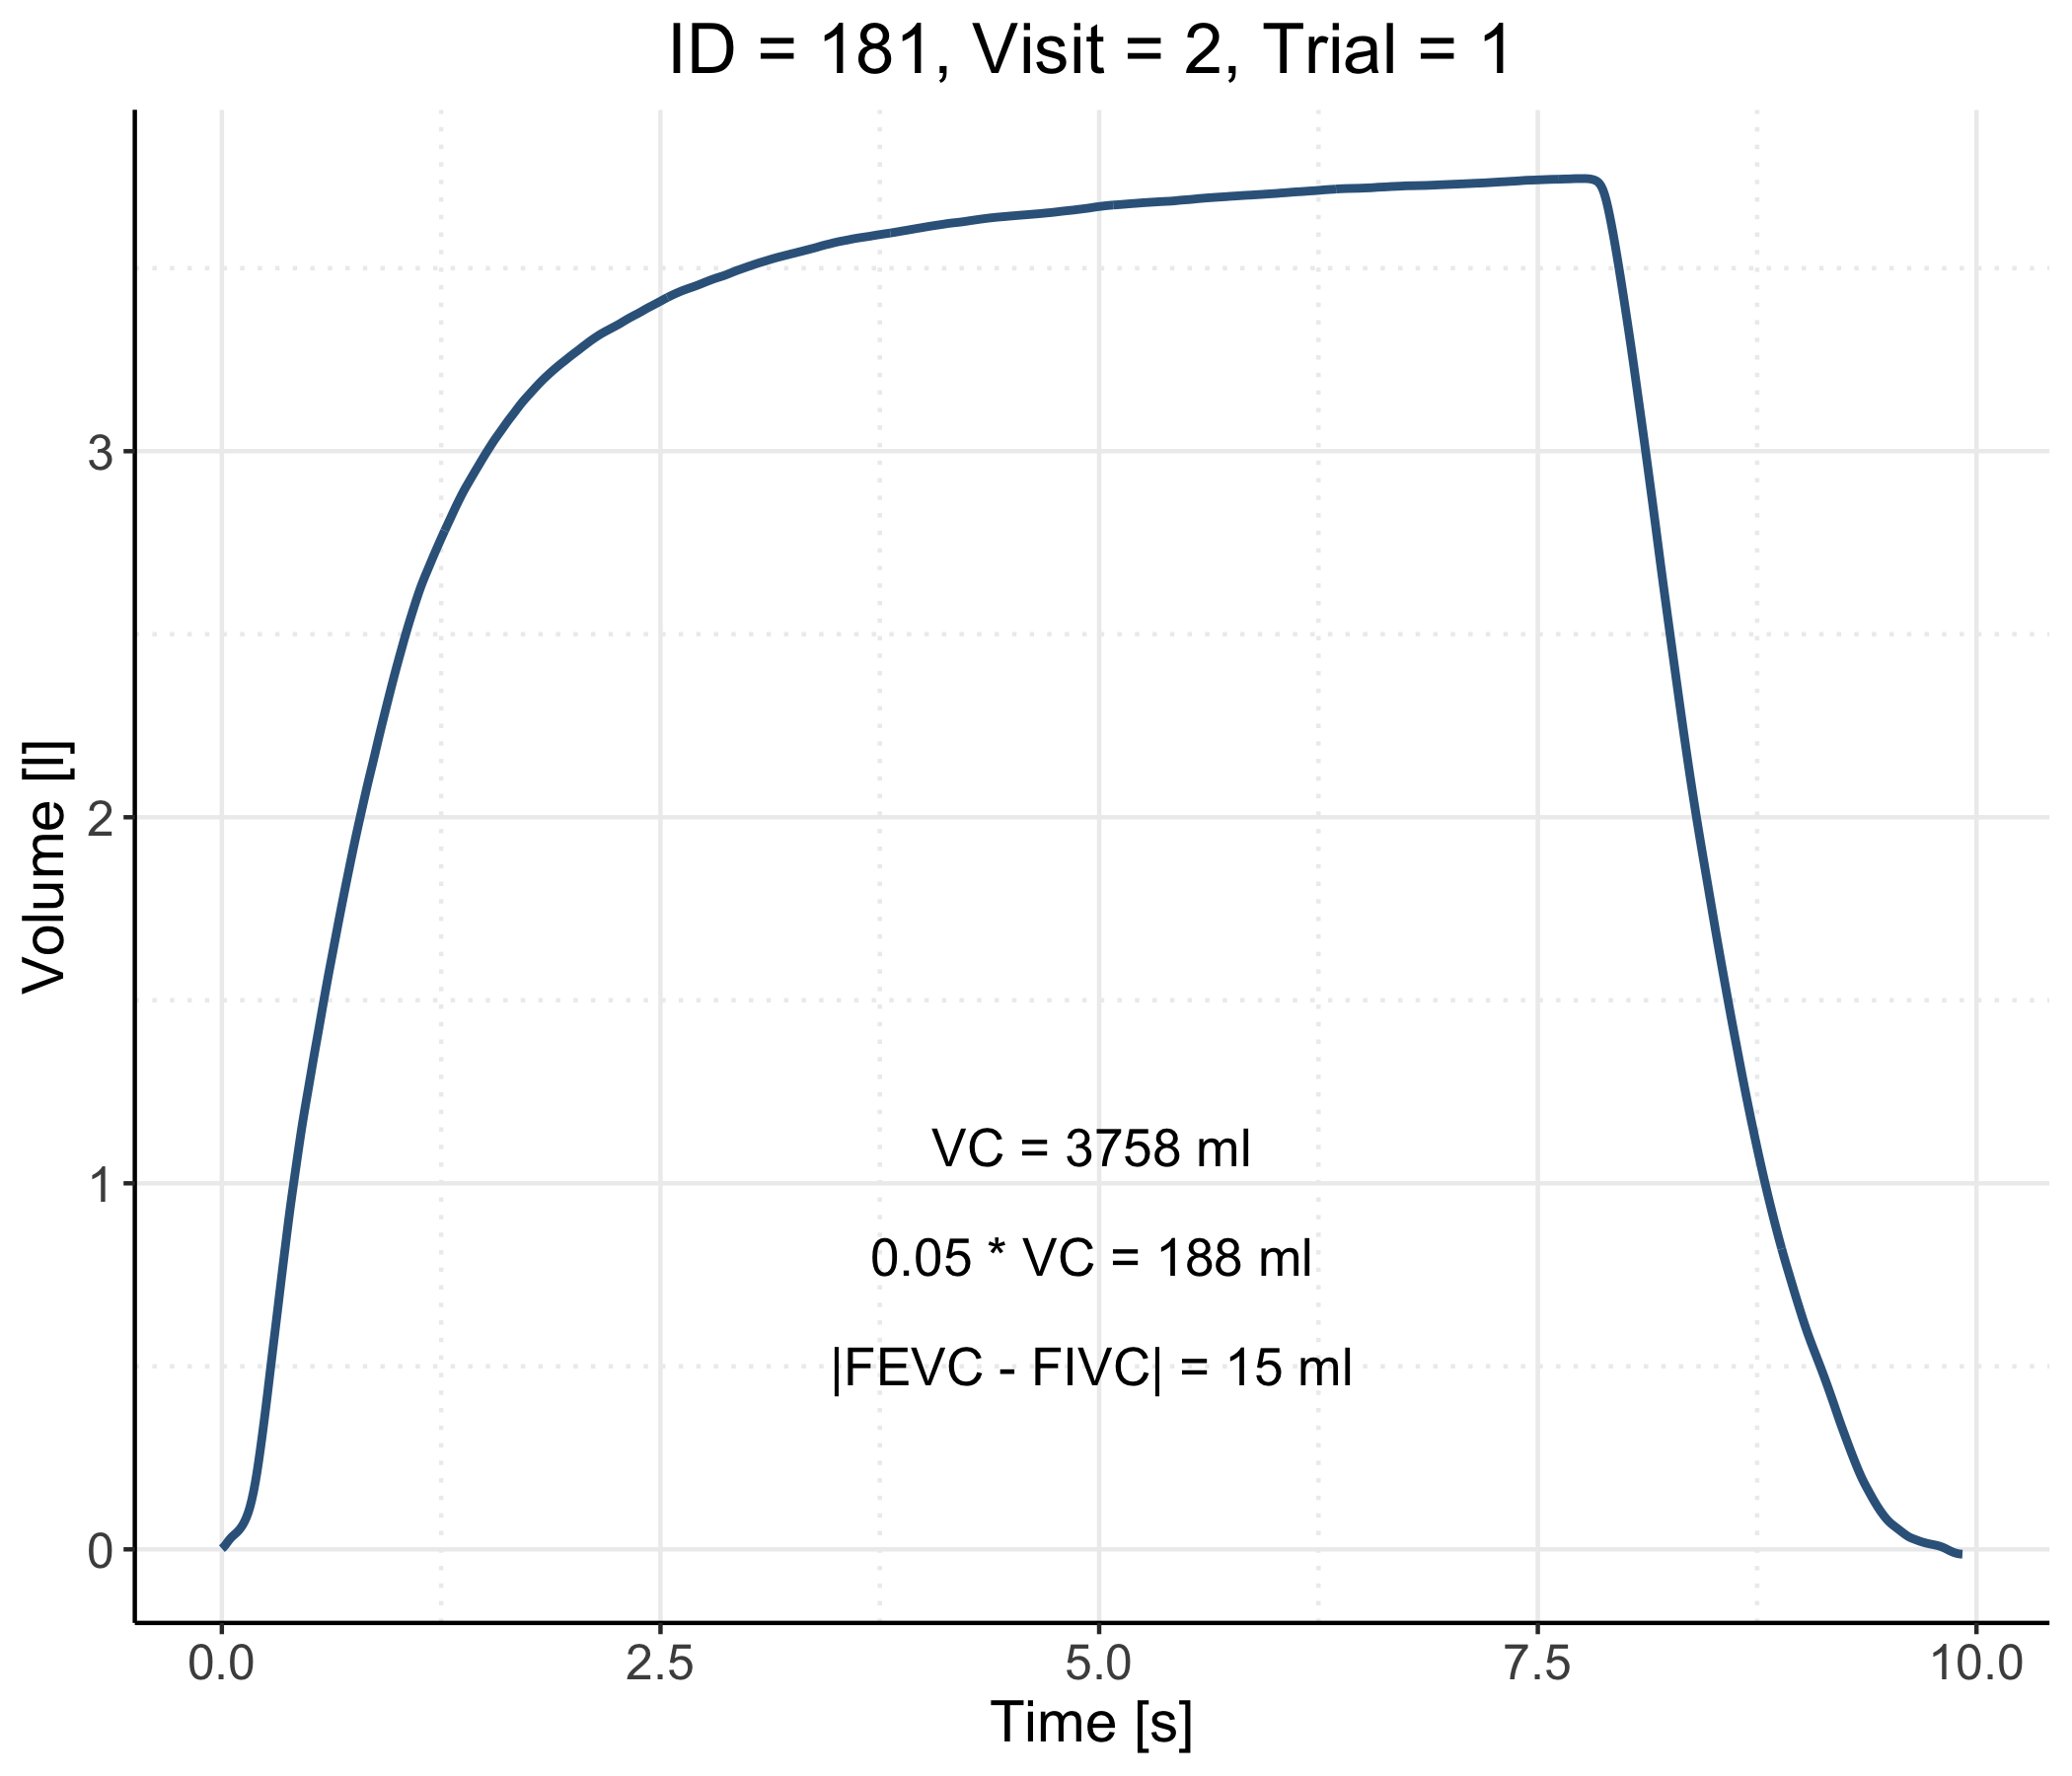 ID = 181, Visit = 2, Trial = 1
Volume [l]
3
2
1
0
VC = 3758 ml
0.05 * VC = 188 ml
|FEVC - FIVC| = 15 ml
0.0 2.5 5.0 7.5 10.0
Time [s]